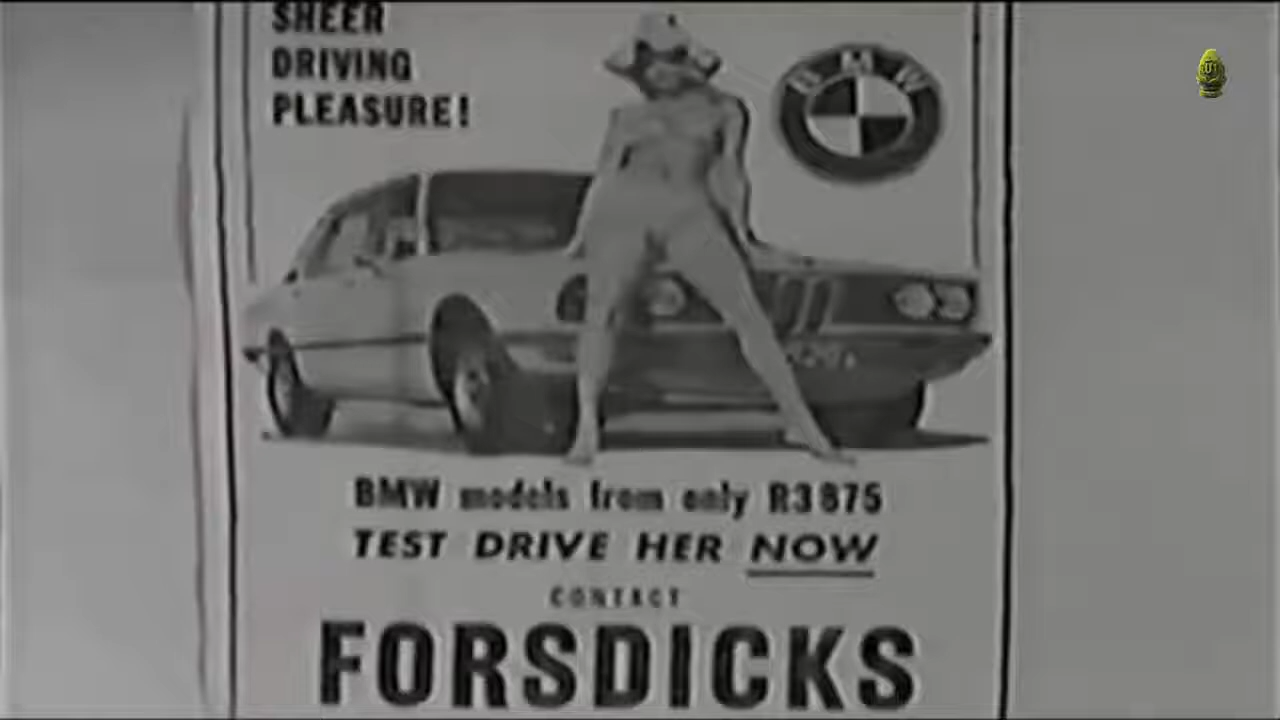 SHEER
DRIVING
PLEASURE!
BMW
BMW models from only R3875
TEST DRIVE HER NOW
CONTACT
FORSDICKS